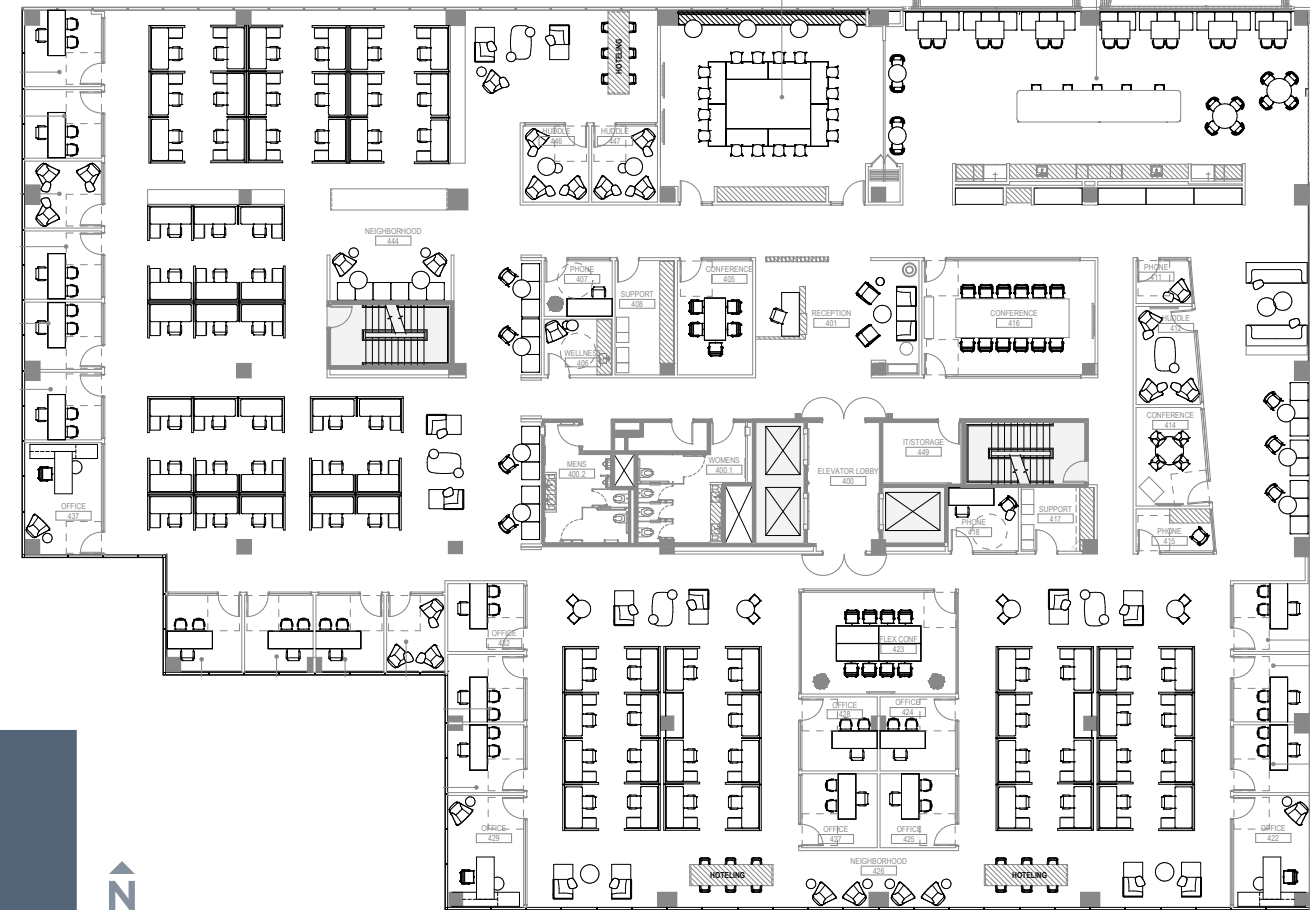 HOTELING
HUDDLE
446
HUDDLE
447
NEIGHBORHOOD
444
PHONE
407
SUPPORT
408
CONFERENCE
405
RECEPTION
401
CONFERENCE
416
PHONE
411
HUDDLE
412
WELLNESS
406
CONFERENCE
414
MENS
400.2
WOMENS
400.1
ELEVATOR LOBBY
400
IT/STORAGE
449
PHONE
418
SUPPORT
417
PHONE
415
OFFICE
437
OFFICE
432
FLEX CONF.
423
OFFICE
428
OFFICE
424
OFFICE
429
OFFICE
427
OFFICE
425
OFFICE
422
NEIGHBORHOOD
426
HOTELING
HOTELING
N